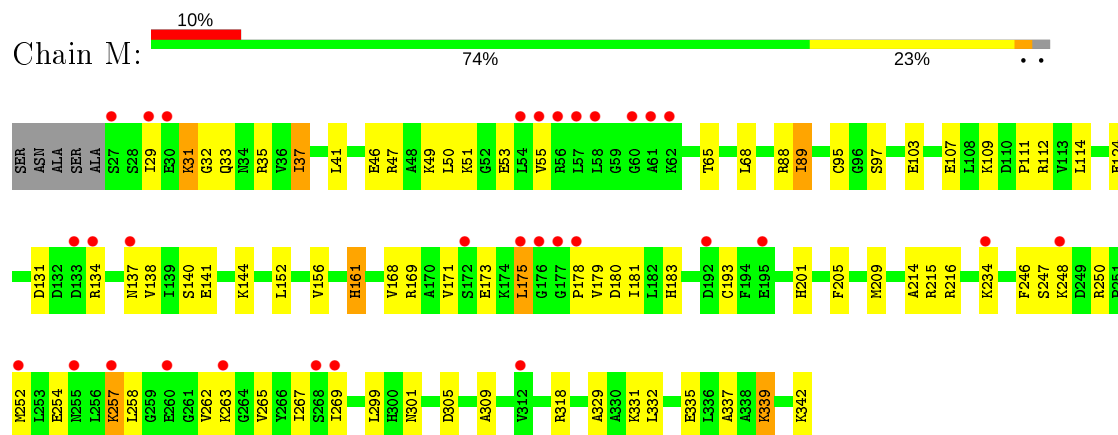 10%
Chain M:
74% 23% • •
SER ASN ALA SER ALA S27 S28 I29 E30 K31 G32 Q33 N34 R35 V36 I37 L41 E46 R47 A48 K49 L50 K51 G52 E53 L54 V55 R56 L57 L58 G59 G60 A61 K62 T65 L68 R88 I89 C95 G96 S97 E103 E107 L108 K109 D110 P111 R112 V113 L114
D131 D132 D133 R134 N137 V138 I139 S140 E141 K144 L152 V156 H161 V168 R169 A170 V171 S172 E173 K174 L175 G176 G177 P178 V179 D180 I181 L182 H183 D192 C193 F194 E195 H201 F205 M209 A214 R215 R216 K234 F246 S247 K248 D249 R250
M252 L253 E254 N255 L256 K257 L258 G259 E260 G261 V262 K263 G264 V265 Y266 I267 S268 I269 L299 H300 N301 D305 A309 V312 R318 A329 A330 K331 L332 E335 L336 A337 A338 K339 K342